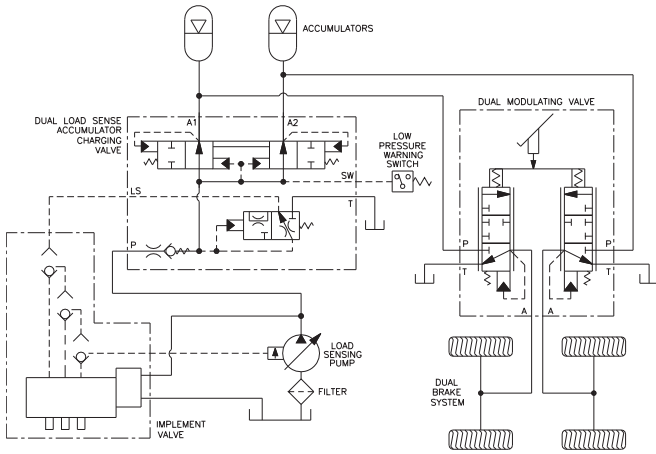 ACCUMULATORS
DUAL MODULATING VALVE
DUAL LOAD SENSE
ACCUMULATOR
CHARGING
VALVE
A1
A2
LOW
PRESSURE
WARNING
SWITCH
SW
LS
T
P
P
T
P
T
A
A
LOAD
SENSING
PUMP
FILTER
DUAL
BRAKE
SYSTEM
IMPLEMENT
VALVE